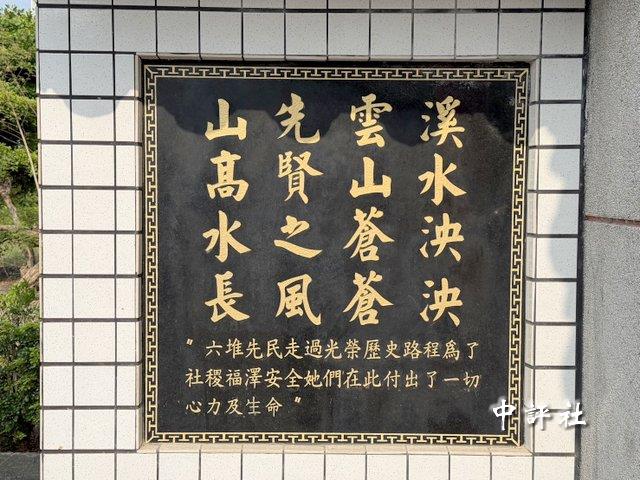 溪水泱泱
雲山蒼蒼
先賢之風
山高水長
〝六堆先民走過光榮歷史路程為了
社稷福澤安全她們在此付出了一切
心力及生命〞
中評社